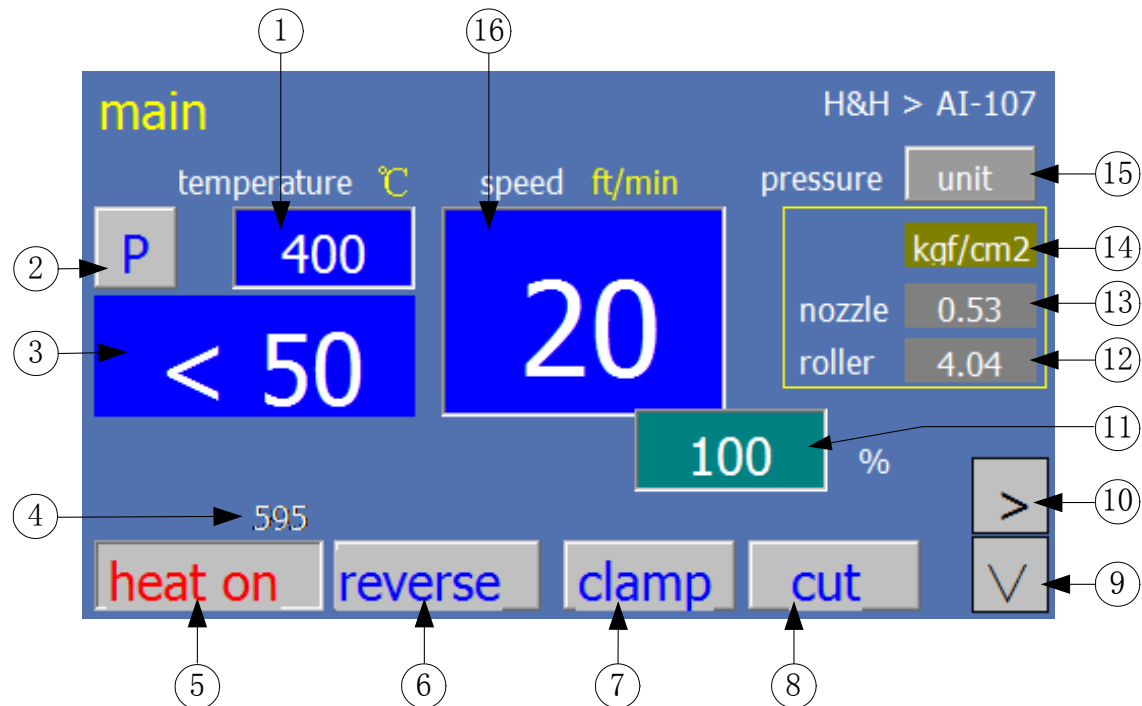 ① ⑯
main H&H > AI-107
temperature ℃ speed ft/min pressure unit ⑮
② P 400 20 kgf/cm2 ⑭
③ < 50 nozzle 0.53 ⑬
roller 4.04 ⑫
100 % ⑪
④ 595 > ⑩
heat on reverse clamp cut ∨ ⑨
⑤ ⑥ ⑦ ⑧